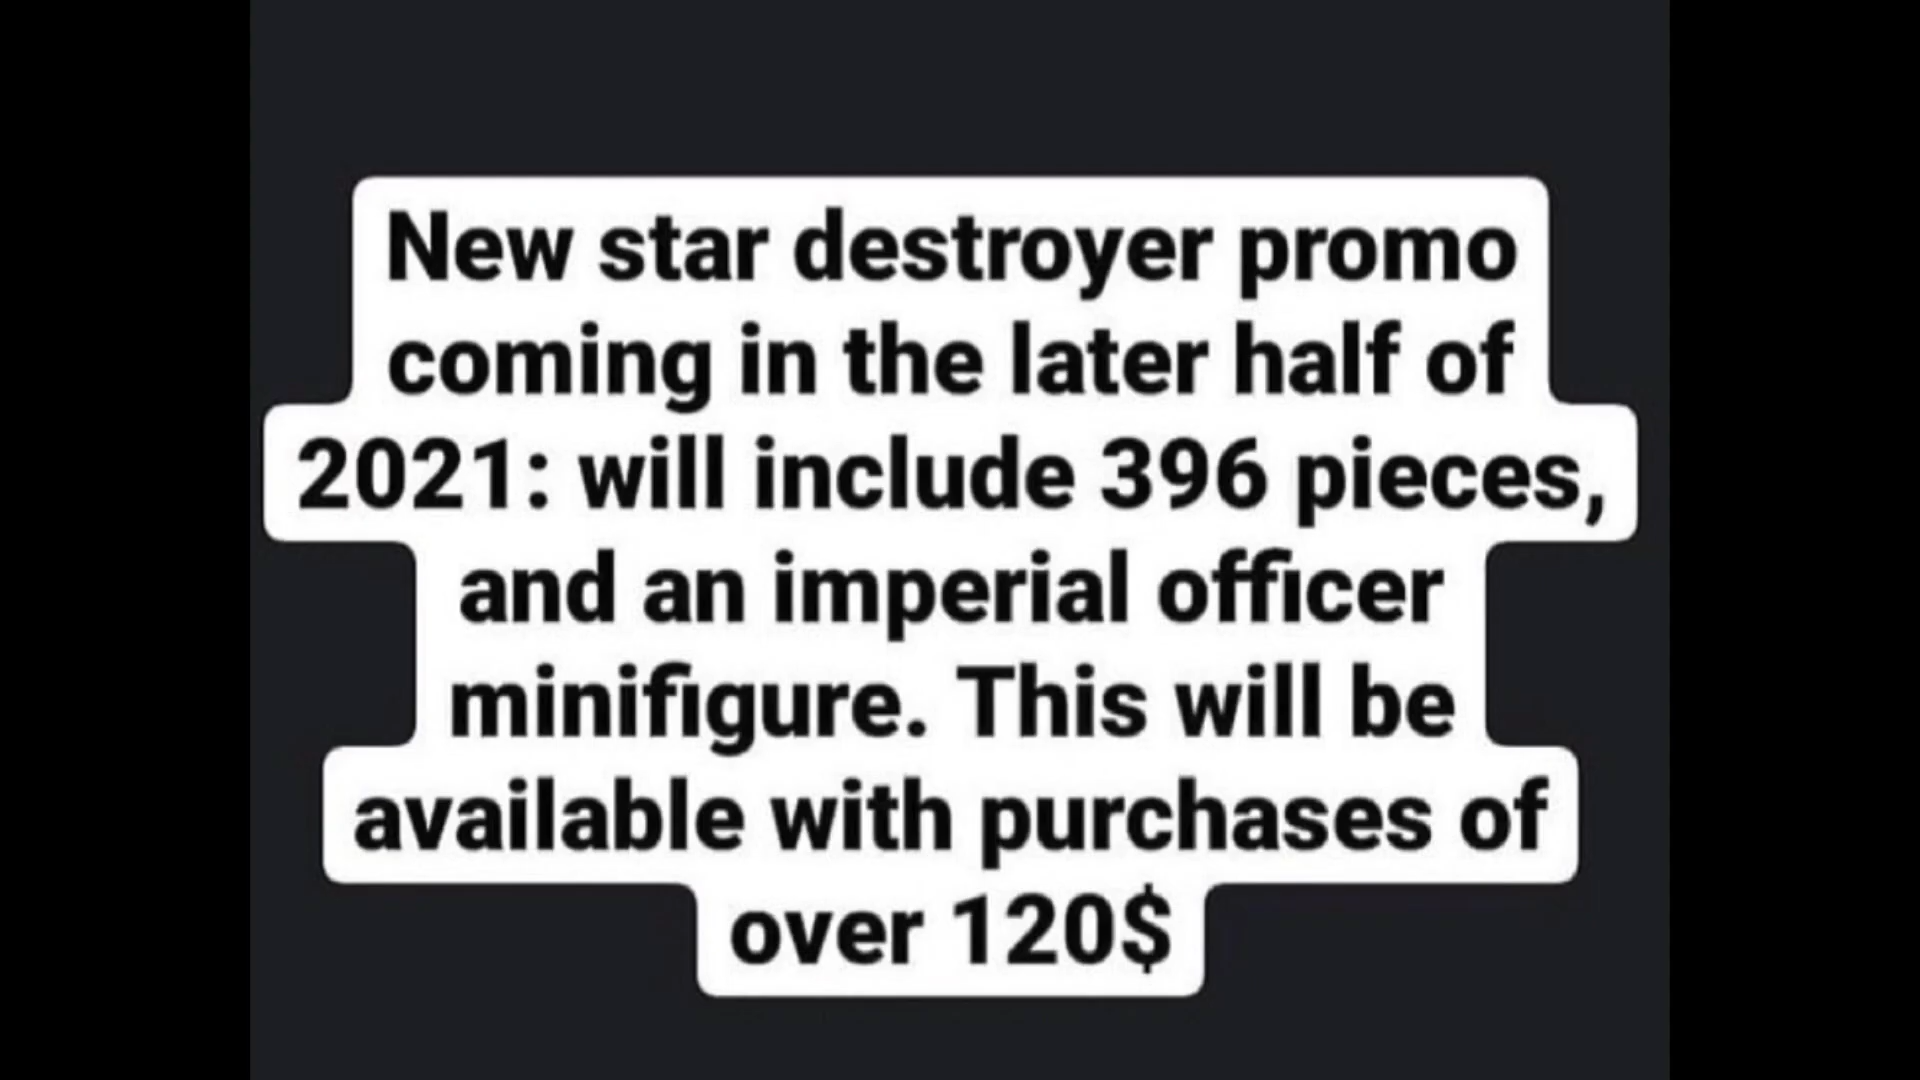 New star destroyer promo
coming in the later half of
2021: will include 396 pieces,
and an imperial officer
minifigure. This will be
available with purchases of
over 120$